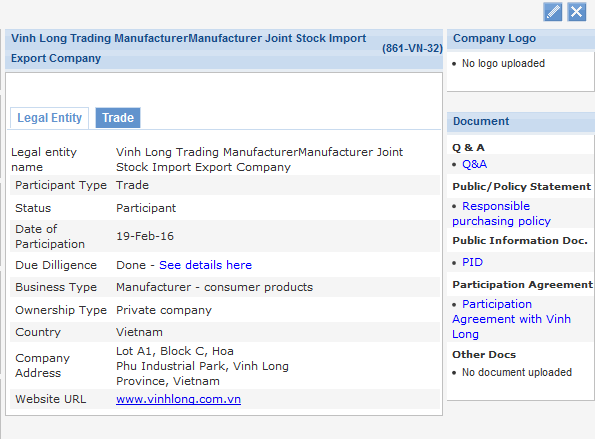 Vinh Long Trading ManufacturerManufacturer Joint Stock Import
Export Company
(861-VN-32)
Legal Entity
Trade
Legal entity name
Vinh Long Trading ManufacturerManufacturer Joint
Stock Import Export Company
Participant Type Trade
Status Participant
Date of Participation
19-Feb-16
Due Dilligence Done - See details here
Business Type Manufacturer - consumer products
Ownership Type Private company
Country Vietnam
Company Address
Lot A1, Block C, Hoa
Phu Industrial Park, Vinh Long
Province, Vietnam
Website URL www.vinhlong.com.vn
Company Logo
• No logo uploaded
Document
Q & A
• Q&A
Public/Policy Statement
• Responsible
purchasing policy
Public Information Doc.
• PID
Participation Agreement
• Participation
Agreement with Vinh
Long
Other Docs
• No document uploaded